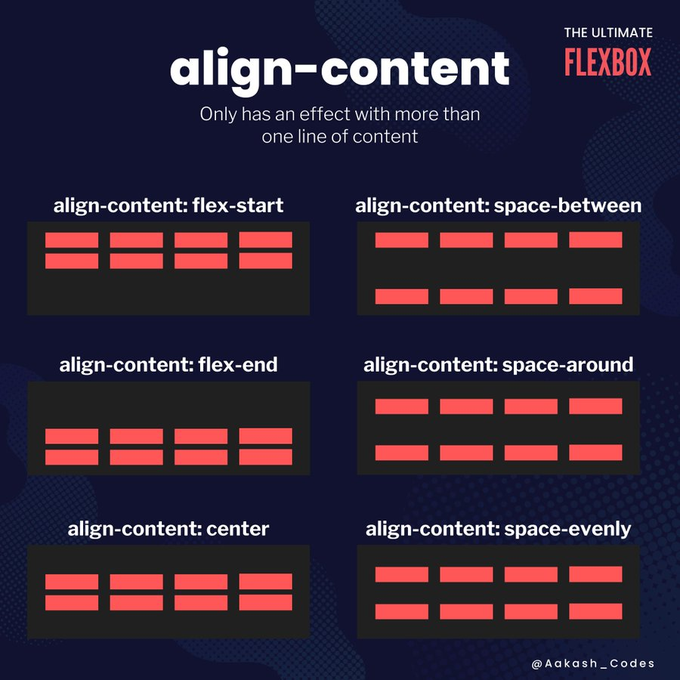 THE ULTIMATE
FLEXBOX
align-content
Only has an effect with more than
one line of content
align-content: flex-start
align-content: space-between
align-content: flex-end
align-content: space-around
align-content: center
align-content: space-evenly
@Aakash_Codes